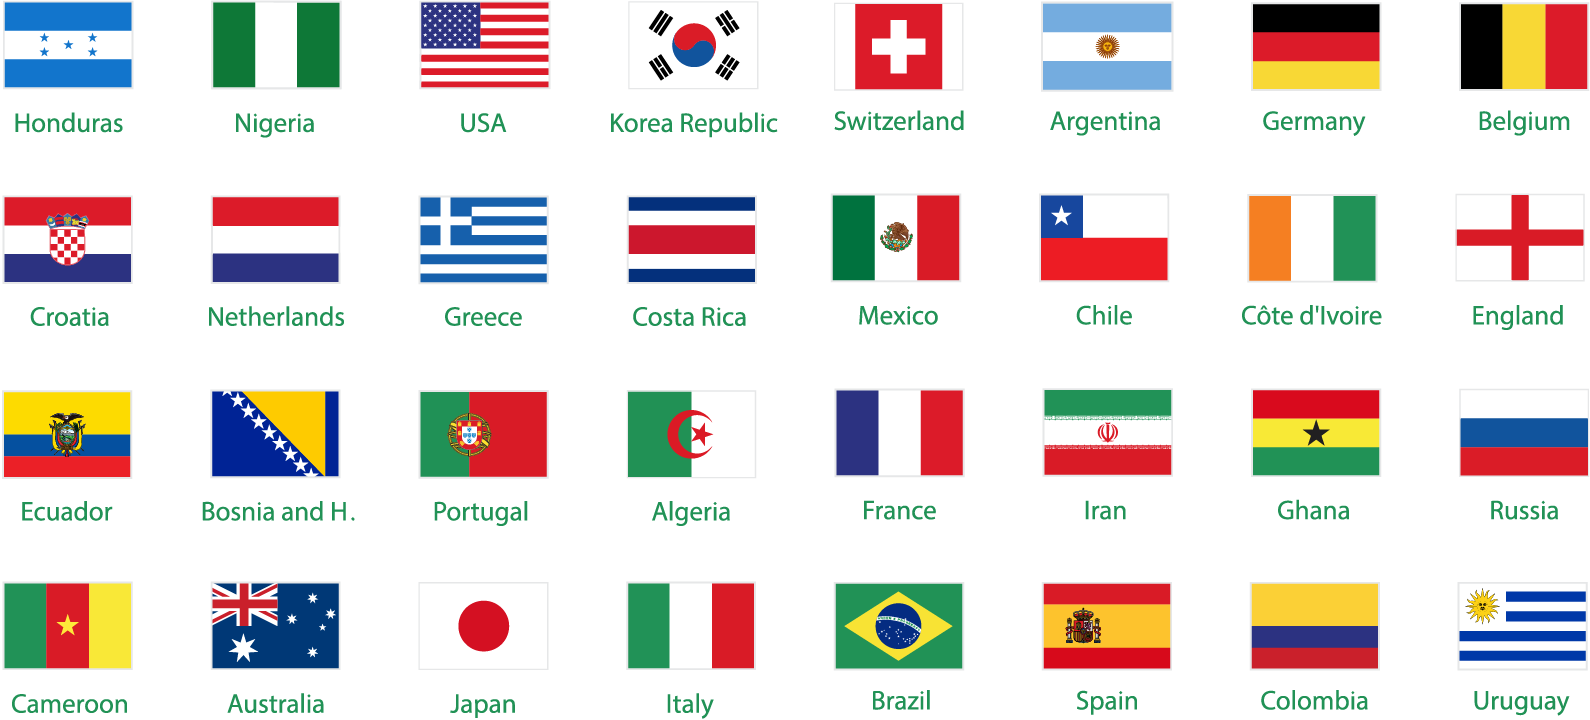 Honduras
Nigeria
USA
Korea Republic
Switzerland
Argentina
Germany
Belgium
Croatia
Netherlands
Greece
Costa Rica
Mexico
Chile
Côte d'Ivoire
England
Ecuador
Bosnia and H.
Portugal
Algeria
France
Iran
Ghana
Russia
Cameroon
Australia
Japan
Italy
Brazil
Spain
Colombia
Uruguay